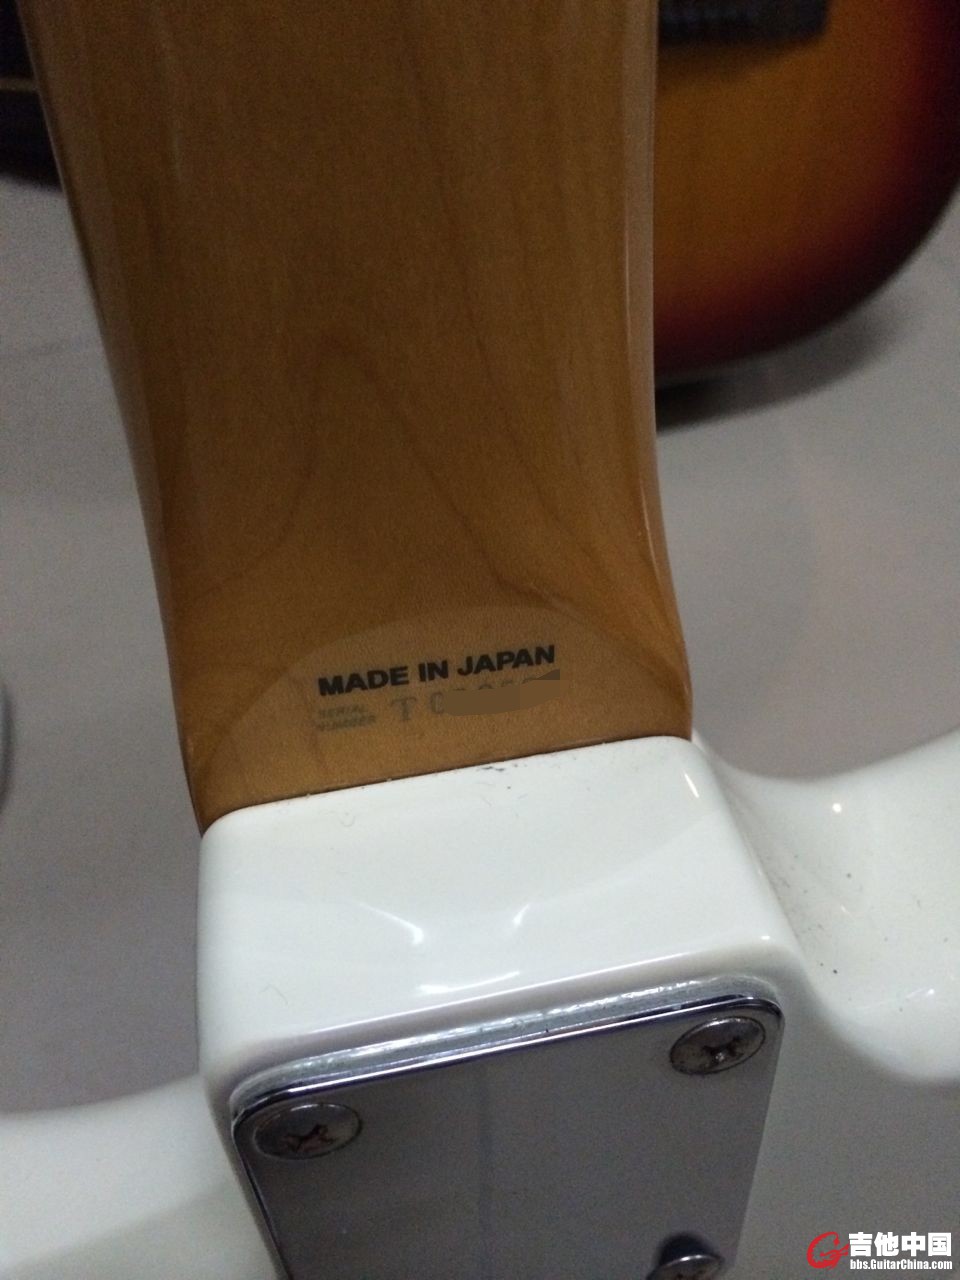 MADE IN JAPAN
SERIAL
NUMBER T
吉他中国
bbs.GuitarChina.com